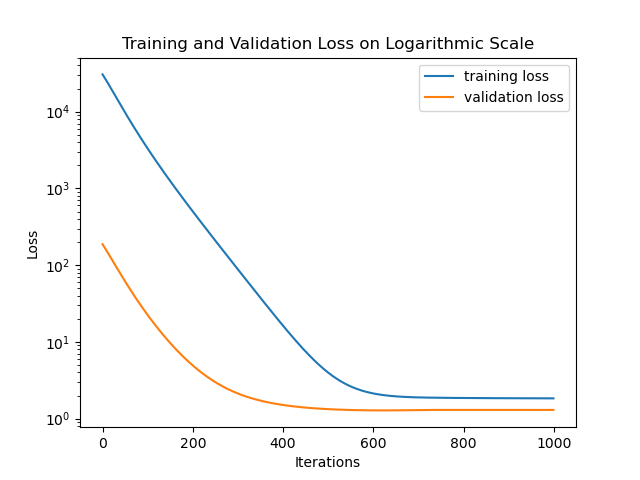 Training and Validation Loss on Logarithmic Scale
training loss
validation loss
10^4
10^3
10^2
10^1
10^0
Loss
0 200 400 600 800 1000
Iterations